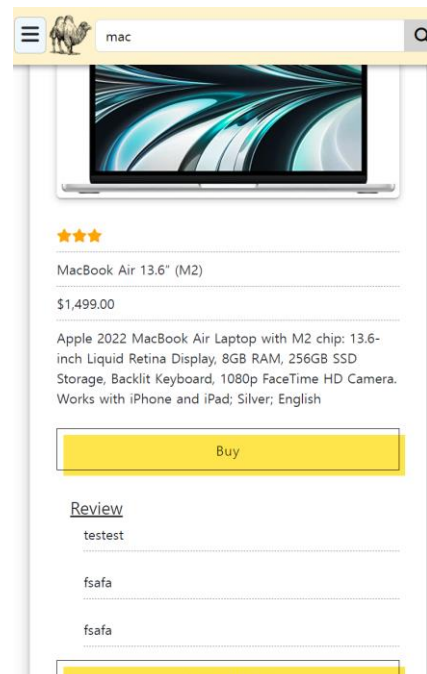 mac
MacBook Air 13.6" (M2)
$1,499.00
Apple 2022 MacBook Air Laptop with M2 chip: 13.6-
inch Liquid Retina Display, 8GB RAM, 256GB SSD
Storage, Backlit Keyboard, 1080p FaceTime HD Camera.
Works with iPhone and iPad; Silver; English
Buy
Review
testest
fsafa
fsafa